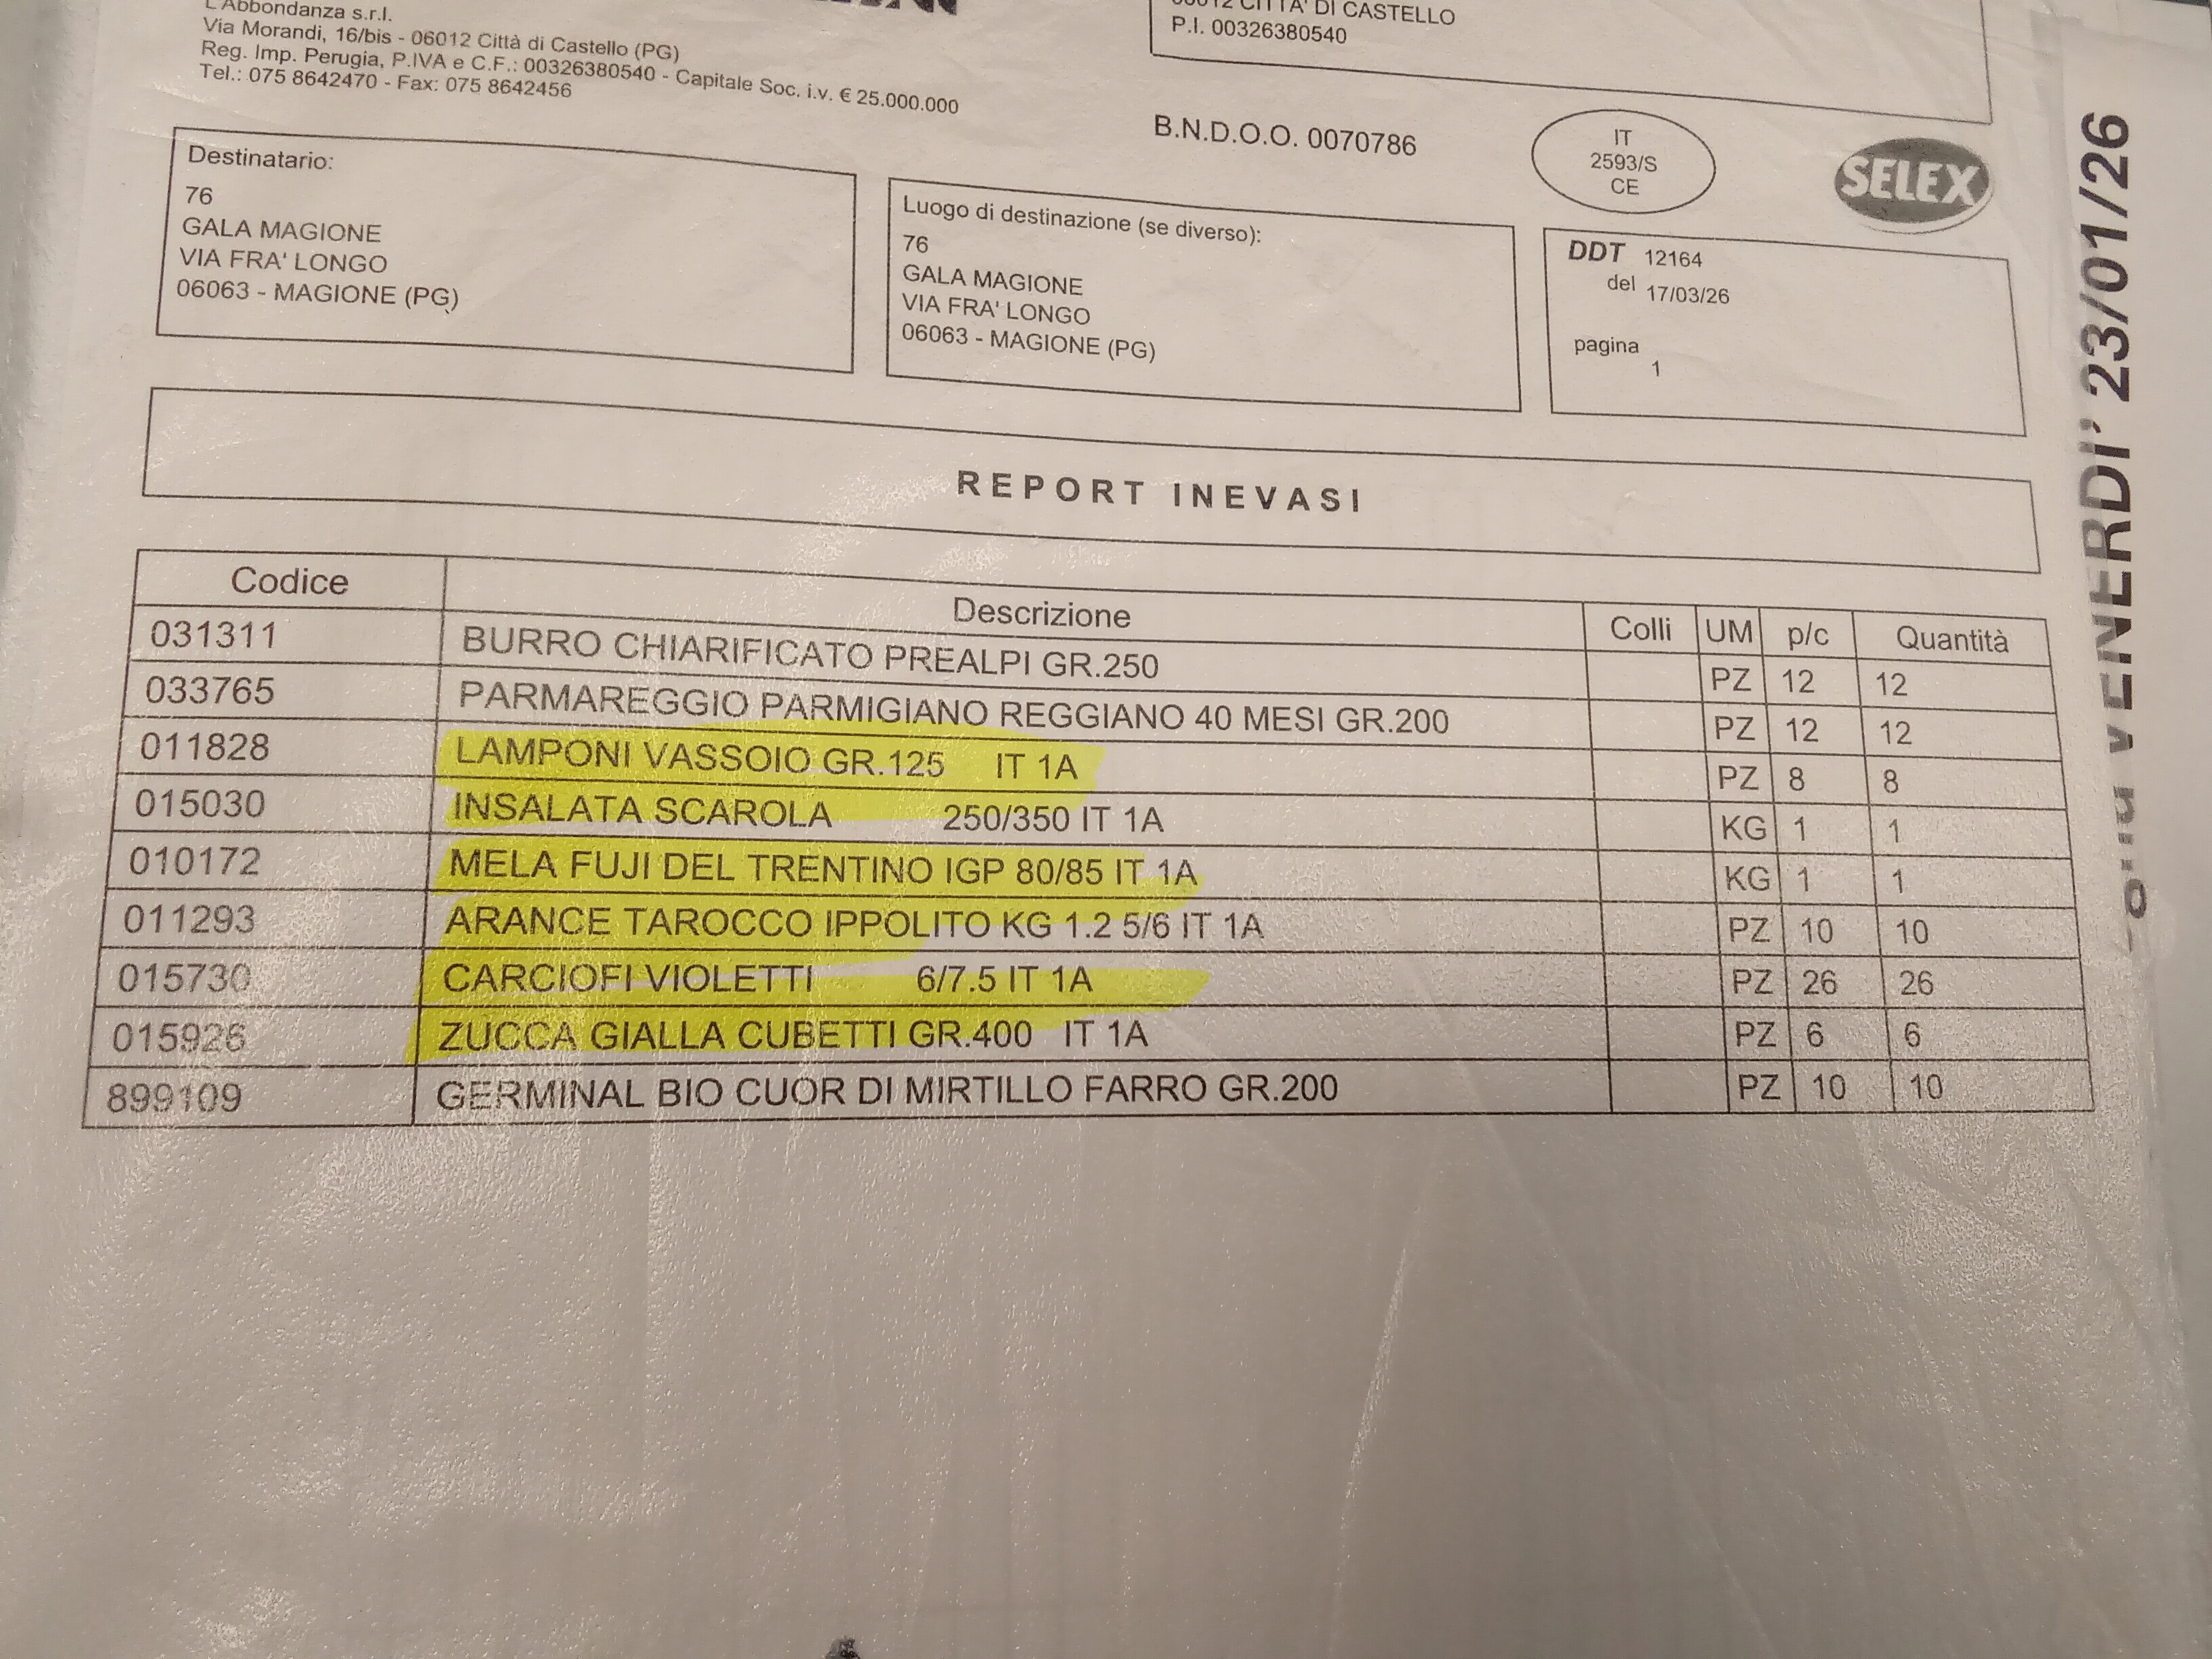 L'Abbondanza s.r.l.
Via Morandi, 16/bis - 06012 Città di Castello (PG)
Reg. Imp. Perugia, P.IVA e C.F.: 00326380540 - Capitale Soc. i.v. € 25.000.000
Tel.: 075 8642470 - Fax: 075 8642456
06012 CITTA' DI CASTELLO
P.I. 00326380540
B.N.D.O.O. 0070786
IT
2593/S
CE
SELEX
Destinatario:
76
GALA MAGIONE
VIA FRA' LONGO
06063 - MAGIONE (PG)
Luogo di destinazione (se diverso):
76
GALA MAGIONE
VIA FRA' LONGO
06063 - MAGIONE (PG)
DDT 12164
del 17/03/26
pagina
1
REPORT INEVASI
Codice Descrizione Colli UM p/c Quantità
031311 BURRO CHIARIFICATO PREALPI GR.250 PZ 12 12
033765 PARMAREGGIO PARMIGIANO REGGIANO 40 MESI GR.200 PZ 12 12
011828 LAMPONI VASSOIO GR.125 IT 1A PZ 8 8
015030 INSALATA SCAROLA 250/350 IT 1A KG 1 1
010172 MELA FUJI DEL TRENTINO IGP 80/85 IT 1A KG 1 1
011293 ARANCE TAROCCO IPPOLITO KG 1.2 5/6 IT 1A PZ 10 10
015730 CARCIOFI VIOLETTI 6/7.5 IT 1A PZ 26 26
015926 ZUCCA GIALLA CUBETTI GR.400 IT 1A PZ 6 6
899109 GERMINAL BIO CUOR DI MIRTILLO FARRO GR.200 PZ 10 10
VENERDI' 23/01/26